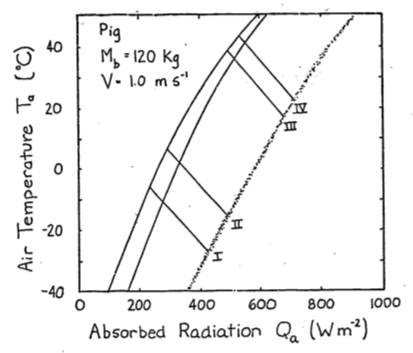 Pig
M_b = 120 Kg
V = 1.0 m s⁻¹
Air Temperature T_a (°C)
40
20
0
-20
-40
IV
III
II
I
0 200 400 600 800 1000
Absorbed Radiation Q_a (W m⁻²)